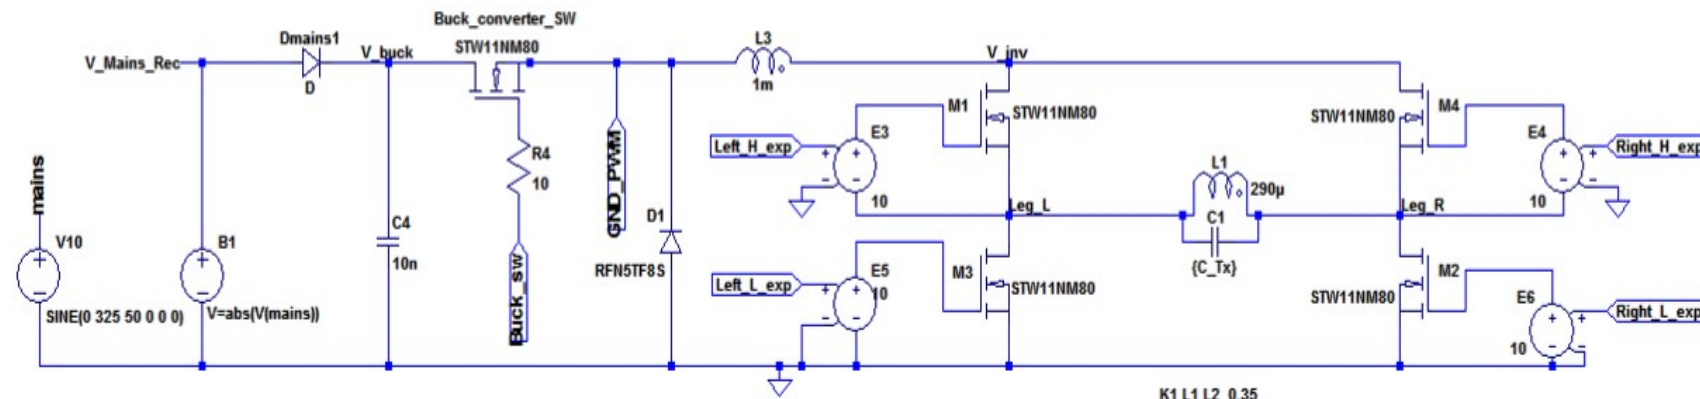 Buck_converter_SW
Dmains1
V_buck
STW11NM80
L3
V_inv
V_Mains_Rec
D
1m
M1
STW11NM80
STW11NM80
M4
E3
E4
Left_H_exp
Right_H_exp
R4
10
GND_PWM
L1
290µ
mains
10
10
Leg_L
Leg_R
C1
D1
C4
V10
B1
10n
{C_Tx}
M3
M2
E5
RFN5TF8S
Left_L_exp
10
STW11NM80
STW11NM80
E6
Buck_sw
SINE(0 325 50 0 0 0)
V=abs(V(mains))
Right_L_exp
10
K1 L1 L2 0.35